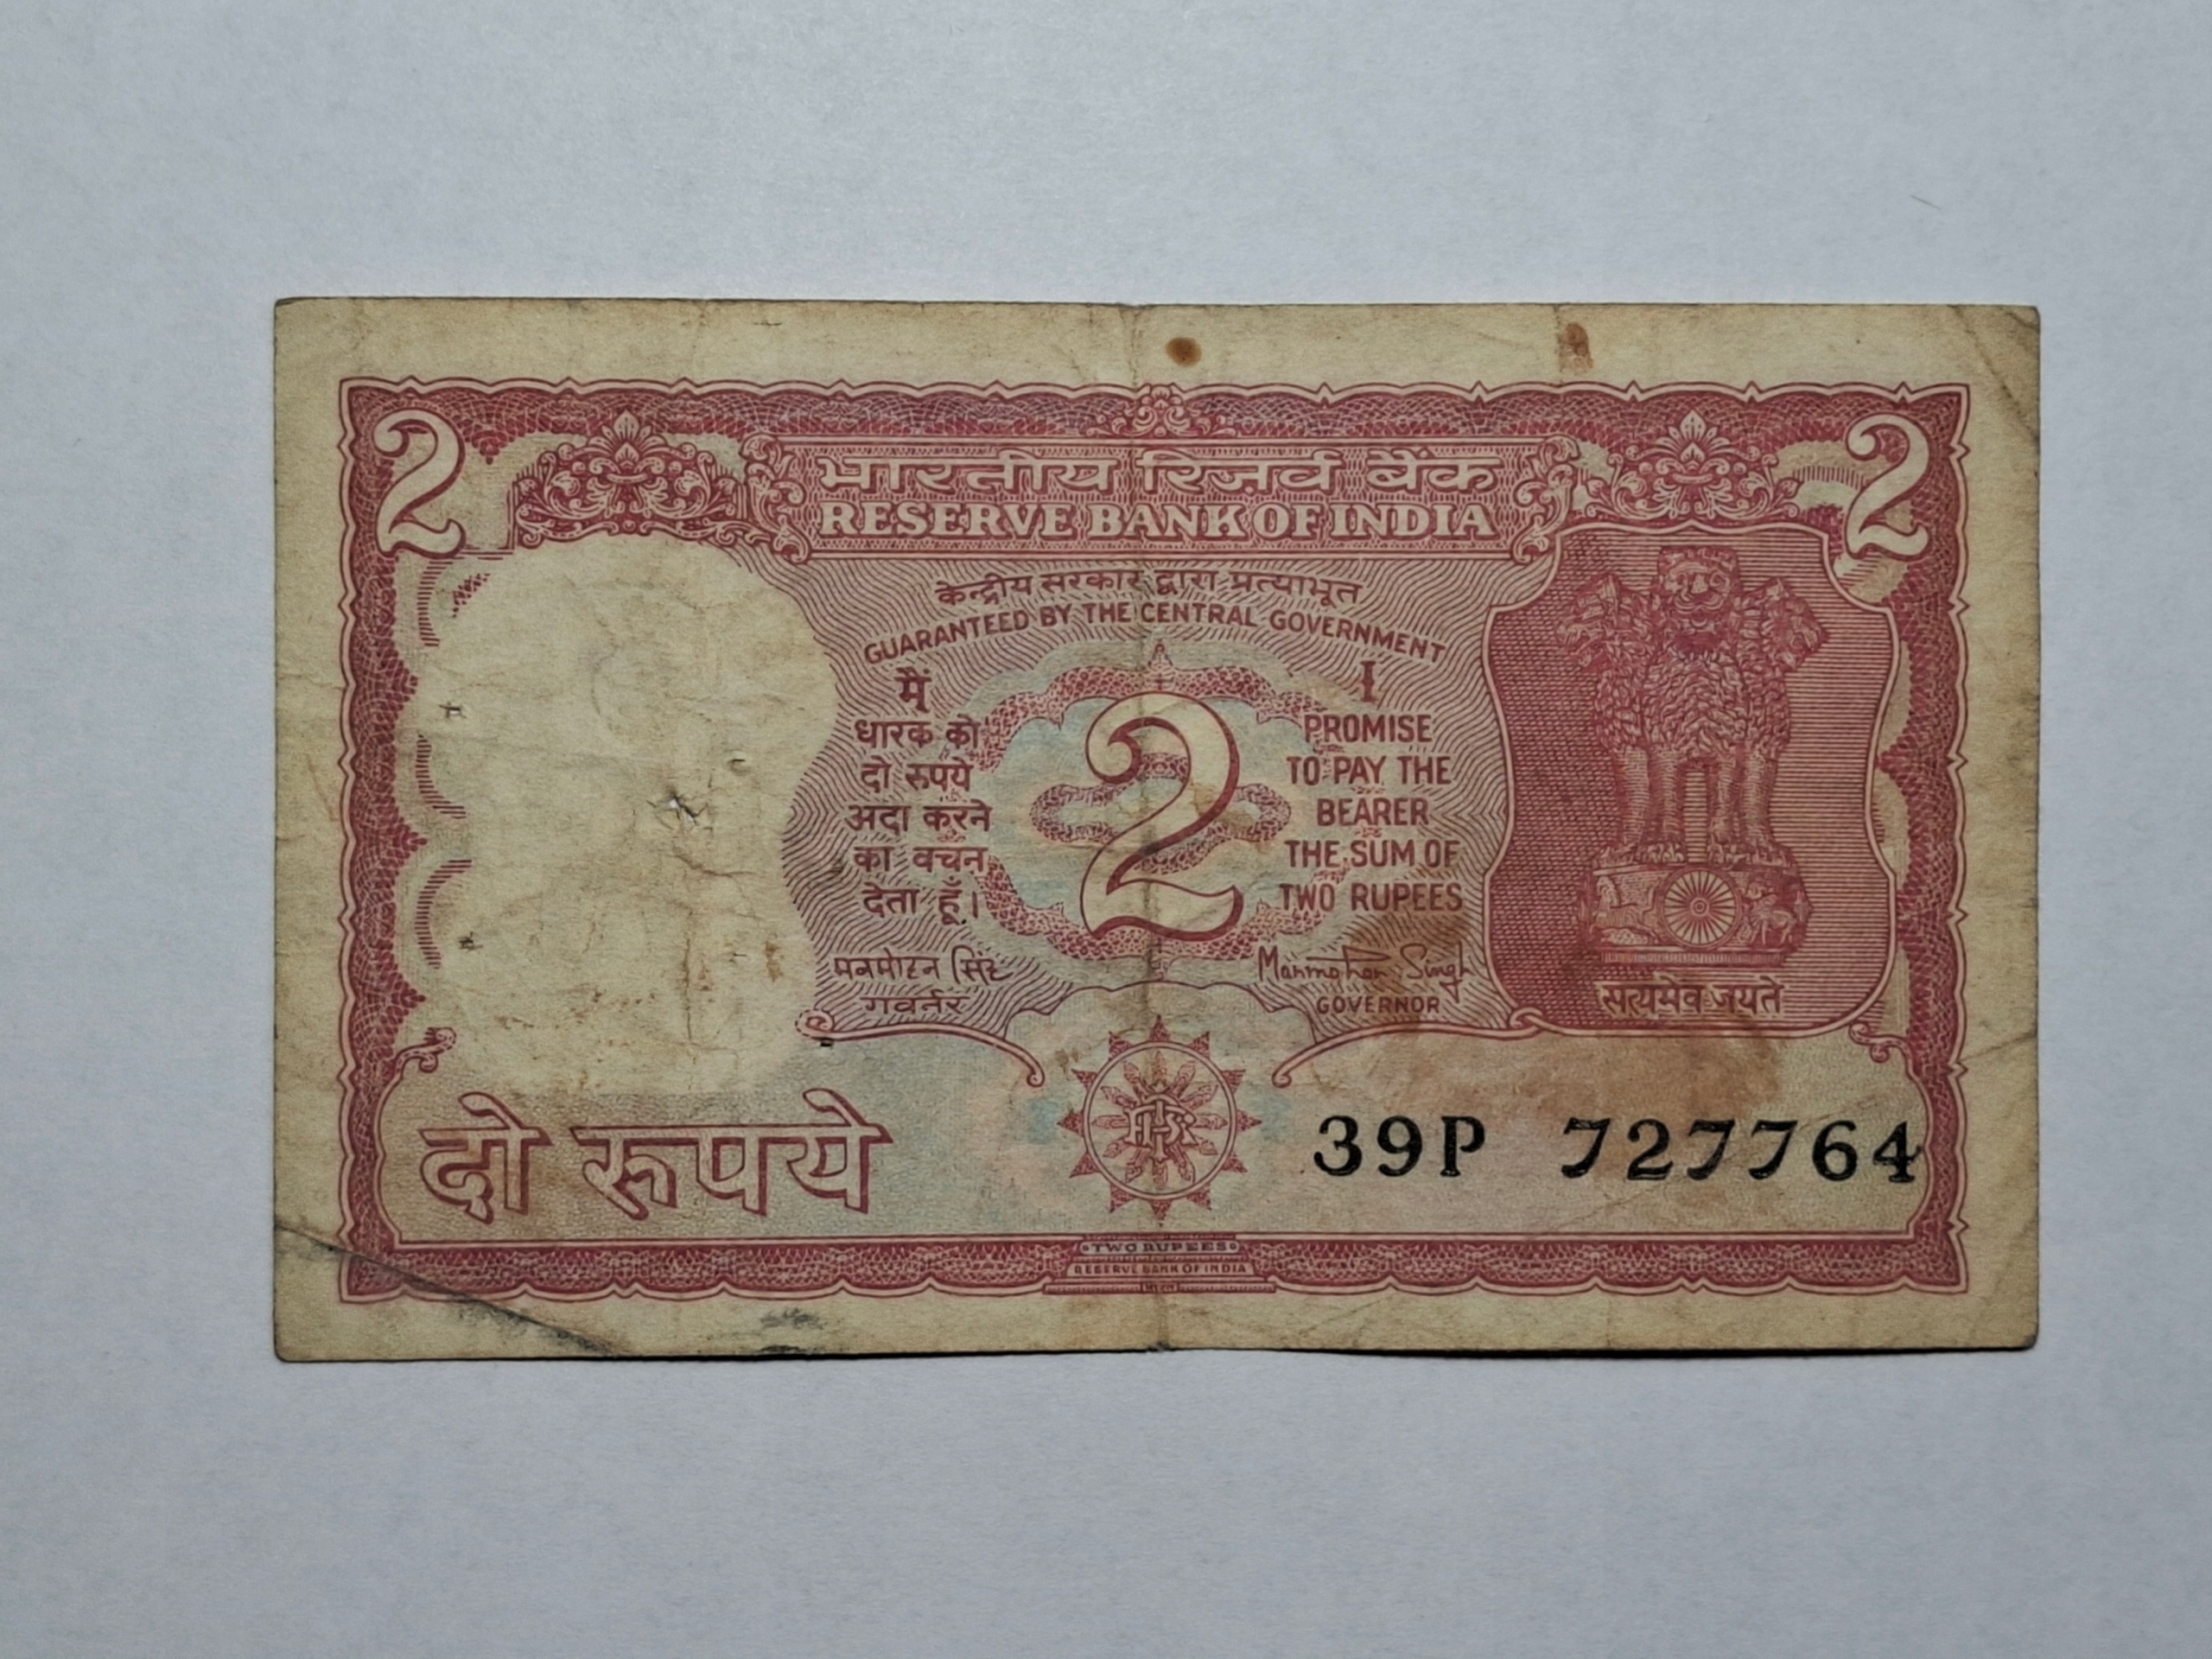 2 2
भारतीय रिज़र्व बैंक
RESERVE BANK OF INDIA
केन्द्रीय सरकार द्वारा प्रत्याभूत
GUARANTEED BY THE CENTRAL GOVERNMENT
मैं
धारक को
दो रुपये
अदा करने
का वचन
देता हूँ।
2
I
PROMISE
TO PAY THE
BEARER
THE SUM OF
TWO RUPEES
मनमोहन सिंह
गवर्नर
Manmohan Singh
GOVERNOR
सत्यमेव जयते
दो रुपये
39P 727764
TWO RUPEES
RESERVE BANK OF INDIA